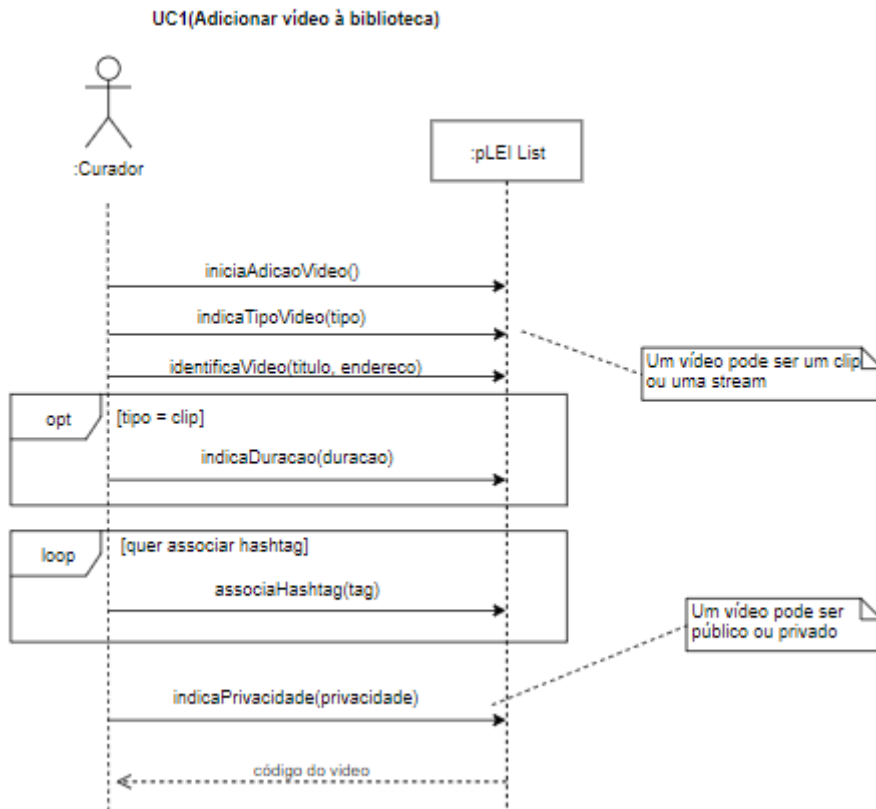 UC1(Adicionar vídeo à biblioteca)
:Curador
:pLEI List
iniciaAdicaoVideo()
indicaTipoVideo(tipo)
Um vídeo pode ser um clip
ou uma stream
identificaVideo(titulo, endereco)
opt
[tipo = clip]
indicaDuracao(duracao)
loop
[quer associar hashtag]
associaHashtag(tag)
Um vídeo pode ser
público ou privado
indicaPrivacidade(privacidade)
código do vídeo